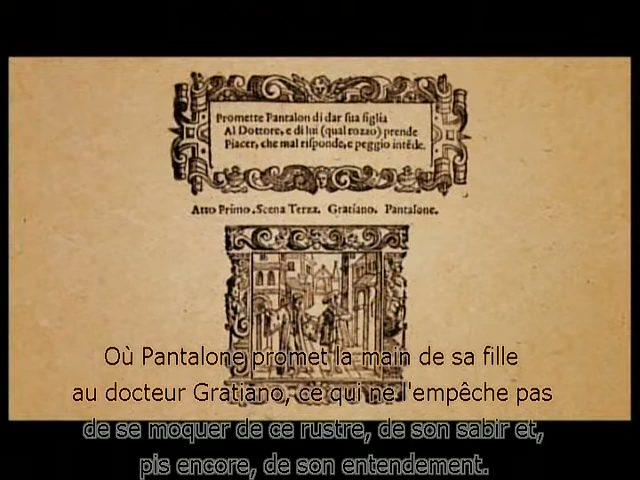 Promette Pantalon di dar sua figlia
Al Dottore, e di lui (qual rozzo) prende
Piacer, che mal risponde, e peggio intẽde.
Atto Primo. Scena Terza. Gratiano. Pantalone.
Où Pantalone promet la main de sa fille
au docteur Gratiano, ce qui ne l'empêche pas
de se moquer de ce rustre, de son sabir et,
pis encore, de son entendement.